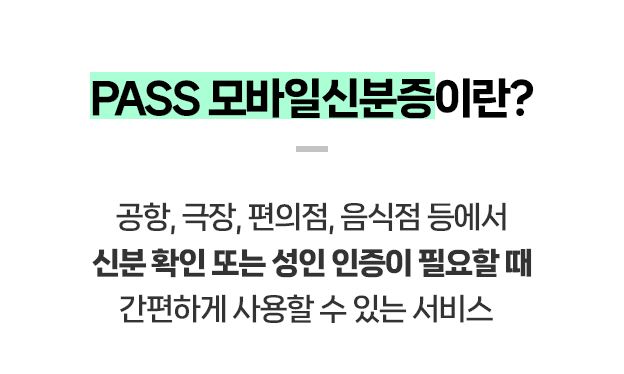 PASS 모바일신분증이란?
공항, 극장, 편의점, 음식점 등에서
신분 확인 또는 성인 인증이 필요할 때
간편하게 사용할 수 있는 서비스